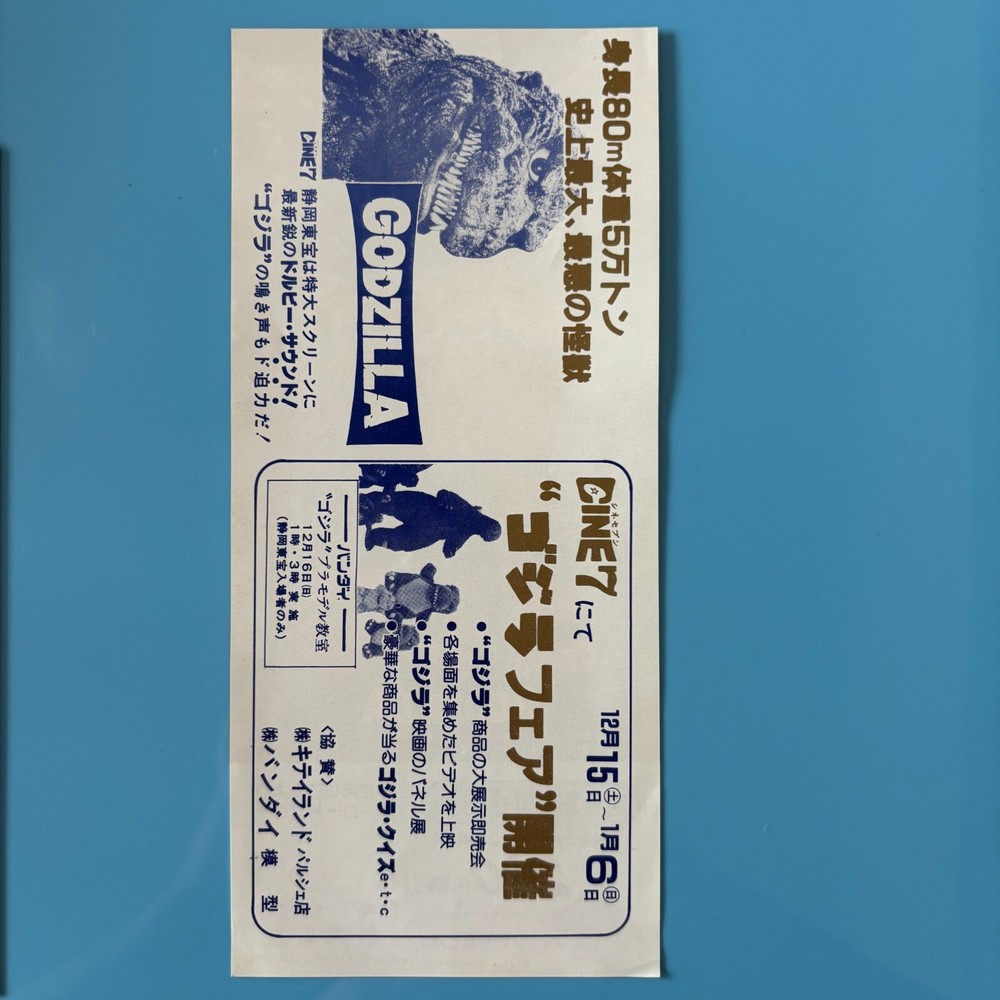 身長80m体重5万トン
史上最大、最悪の怪獣
GODZILLA
CINE7 静岡東宝は特大スクリーンに
最新鋭のドルビー・サウンド!
“ゴジラ”の鳴き声もド迫力だ!
シネセブン
CINE7にて
12月15日(土)~1月6日(日)
“ゴジラフェア”開催
●“ゴジラ”商品の大展示即売会
●各場面を集めたビデオを上映
●“ゴジラ”映画のパネル展
●豪華な商品が当るゴジラ・クイズe・t・c
バンダイ
“ゴジラ”プラモデル教室
12月16日(日)
1時・3時実施
(静岡東宝入場者のみ)
〈協賛〉
㈱キデイランド パルシェ店
㈱バンダイ模型